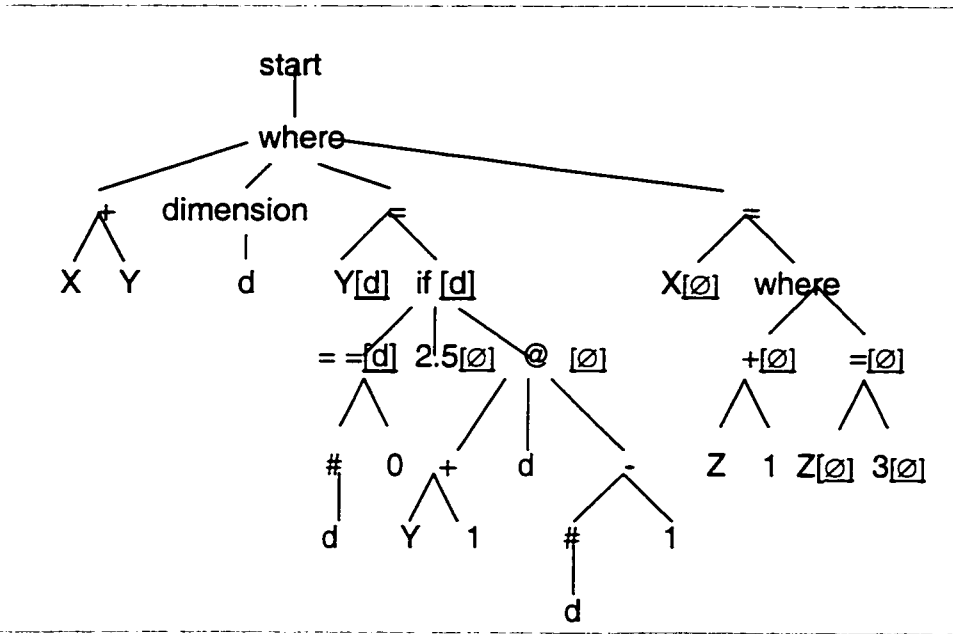 start
where
+ dimension = =
X Y d Y[d] if [d] X[∅] where
= =[d] 2.5[∅] @ [∅] +[∅] =[∅]
# 0 + d - Z 1 Z[∅] 3[∅]
d Y 1 # 1
d